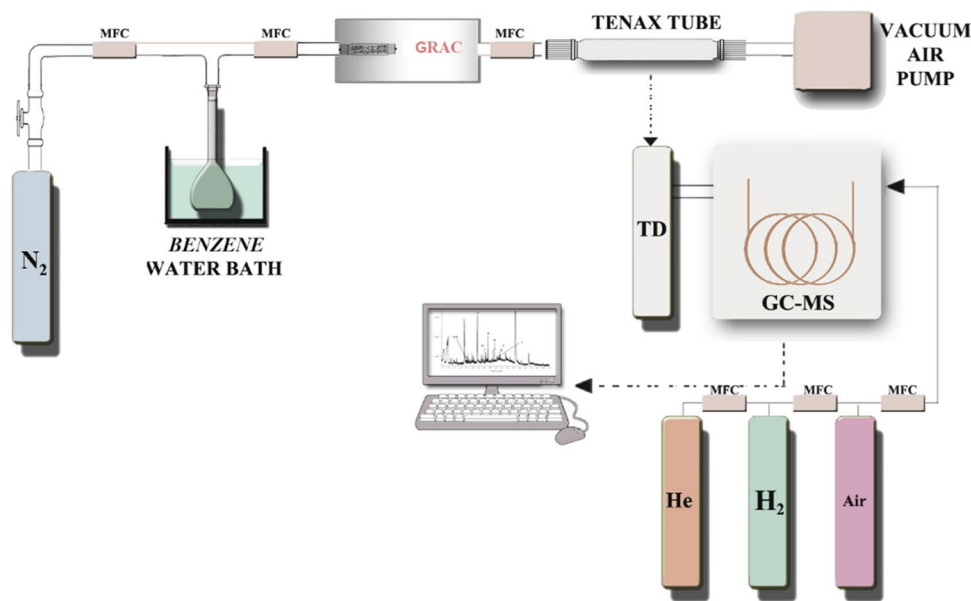 MFC
MFC
GRAC
MFC
TENAX TUBE
VACUUM
AIR
PUMP
N₂
BENZENE
WATER BATH
TD
GC-MS
MFC
MFC
MFC
He
H₂
Air